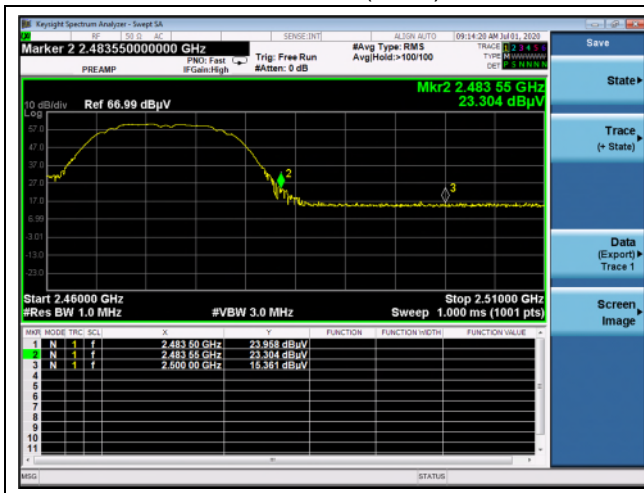 Keysight Spectrum Analyzer - Swept SA
RF 50 Ω AC SENSE:INT ALIGN AUTO 09:14:20 AM Jul 01, 2020
Marker 2 2.483550000000 GHz #Avg Type: RMS TRACE 1 2 3 4 5 6
PNO: Fast Trig: Free Run Avg|Hold:>100/100 TYPE M WWWWW
PREAMP IFGain:High #Atten: 0 dB DET P S N N N N
Save
State
Trace
(+ State)
Data
(Export)
Trace 1
Screen
Image
Mkr2 2.483 55 GHz
10 dB/div Ref 66.99 dBµV 23.304 dBµV
Log
57.0
47.0
37.0
27.0
17.0
6.99
-3.01
-13.0
-23.0
2
3
Start 2.46000 GHz Stop 2.51000 GHz
#Res BW 1.0 MHz #VBW 3.0 MHz Sweep 1.000 ms (1001 pts)
MKR MODE TRC SCL X Y FUNCTION FUNCTION WIDTH FUNCTION VALUE
1 N 1 f 2.483 50 GHz 23.958 dBµV
2 N 1 f 2.483 55 GHz 23.304 dBµV
3 N 1 f 2.500 00 GHz 15.361 dBµV
4
5
6
7
8
9
10
11
MSG STATUS